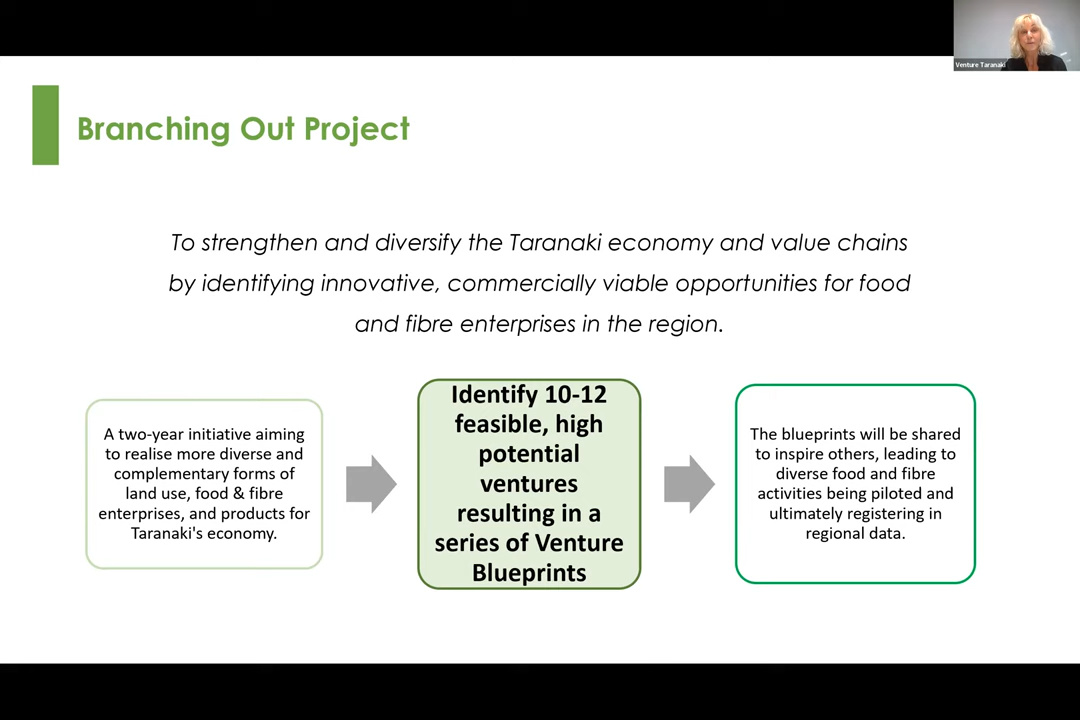 Venture Taranaki
Branching Out Project
To strengthen and diversify the Taranaki economy and value chains
by identifying innovative, commercially viable opportunities for food
and fibre enterprises in the region.
A two-year initiative aiming
to realise more diverse and
complementary forms of
land use, food & fibre
enterprises, and products for
Taranaki's economy.
Identify 10-12
feasible, high
potential
ventures
resulting in a
series of Venture
Blueprints
The blueprints will be shared
to inspire others, leading to
diverse food and fibre
activities being piloted and
ultimately registering in
regional data.